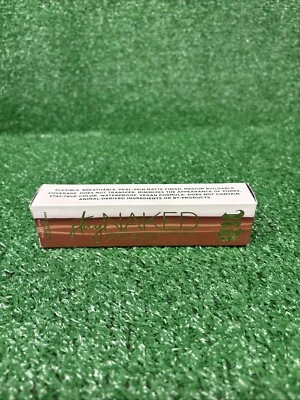 FLEXIBLE. BREATHABLE. REAL-SKIN MATTE FINISH. MEDIUM BUILDABLE
COVERAGE. DOES NOT TRANSFER. MINIMIZES THE APPEARANCE OF PORES.
STAY-TRUE COLOR. WATERPROOF. VEGAN FORMULA. DOES NOT CONTAIN
ANIMAL-DERIVED INGREDIENTS OR BY-PRODUCTS.
stay NAKED